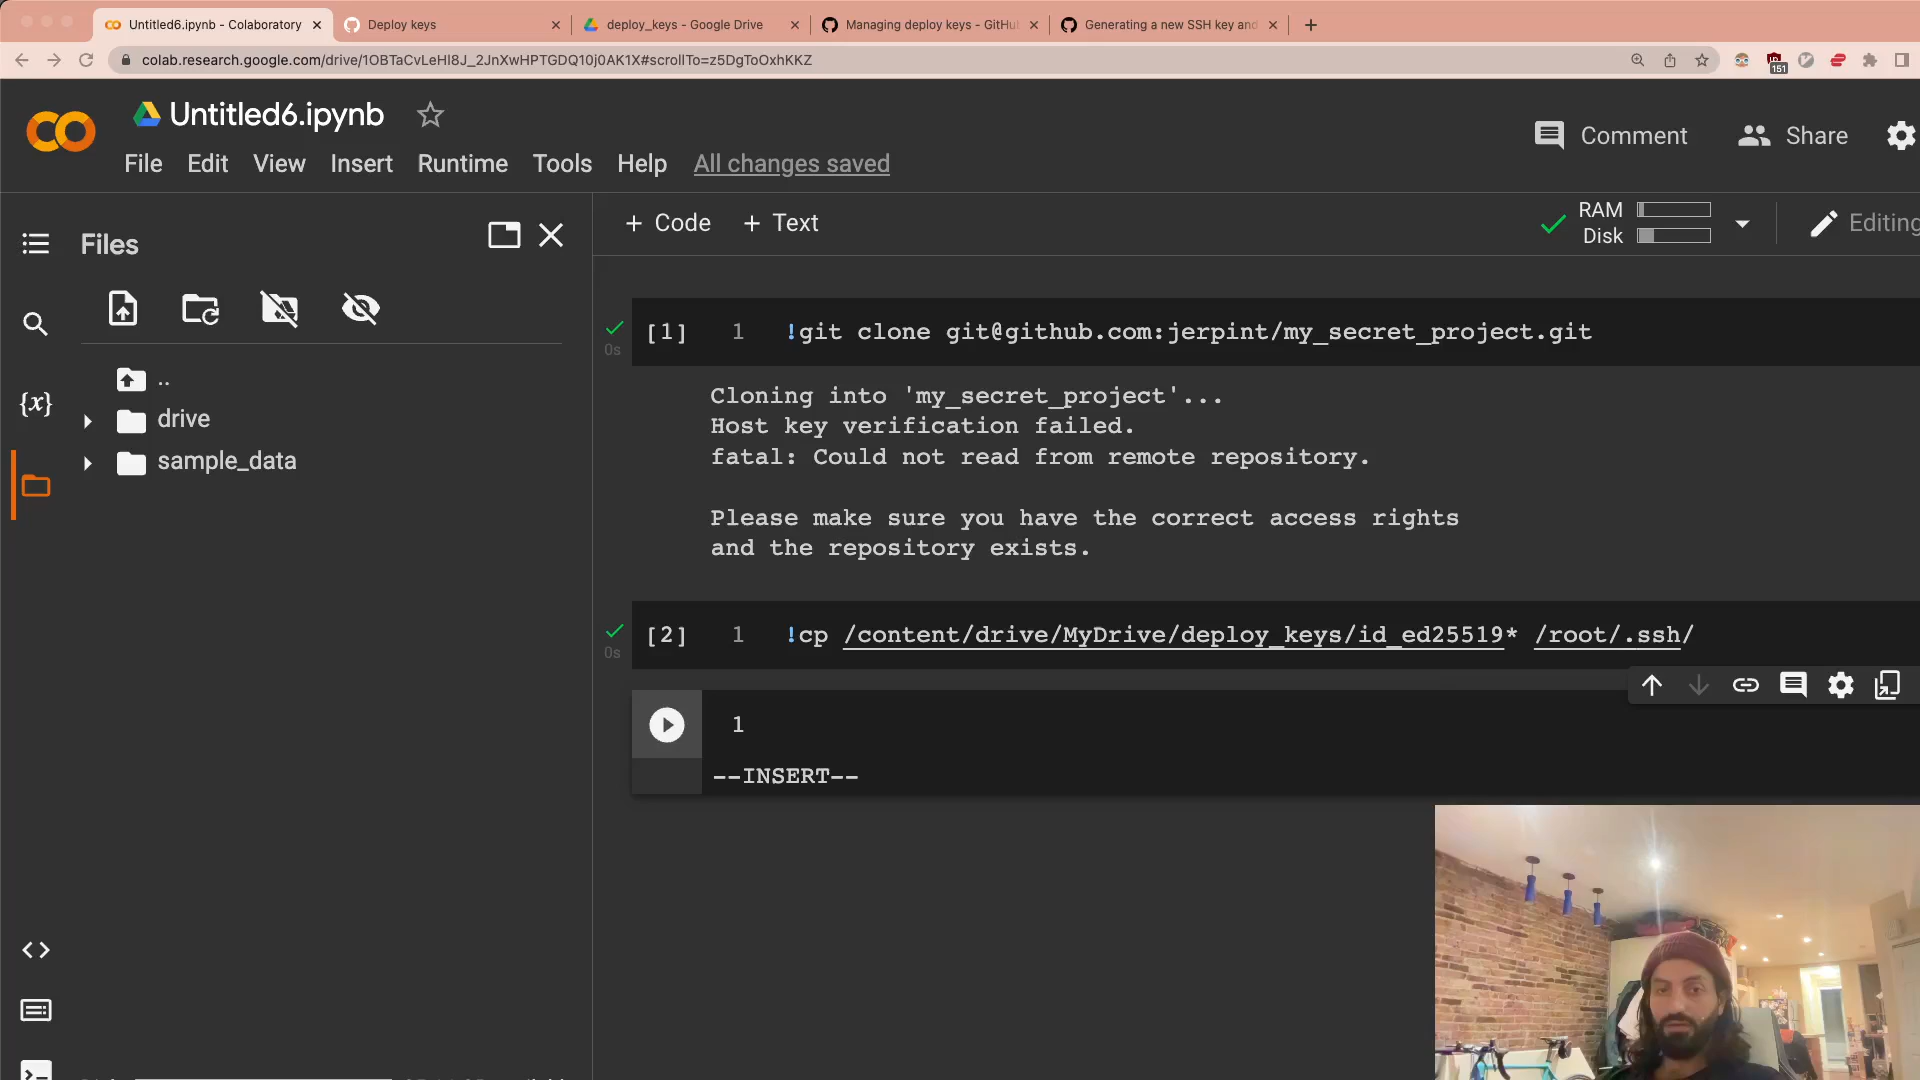 Untitled6.ipynb - Colaboratory
Deploy keys
deploy_keys - Google Drive
Managing deploy keys - GitHu
Generating a new SSH key and
colab.research.google.com/drive/1OBTaCvLeHI8J_2JnXwHPTGDQ10j0AK1X#scrollTo=z5DgToOxhKKZ
151
Untitled6.ipynb
Comment
Share
File Edit View Insert Runtime Tools Help All changes saved
Files
+ Code + Text
RAM
Disk
Editing
..
drive
sample_data
{x}
0s
[1] 1 !git clone git@github.com:jerpint/my_secret_project.git
Cloning into 'my_secret_project'...
Host key verification failed.
fatal: Could not read from remote repository.
Please make sure you have the correct access rights
and the repository exists.
0s
[2] 1 !cp /content/drive/MyDrive/deploy_keys/id_ed25519* /root/.ssh/
1
--INSERT--